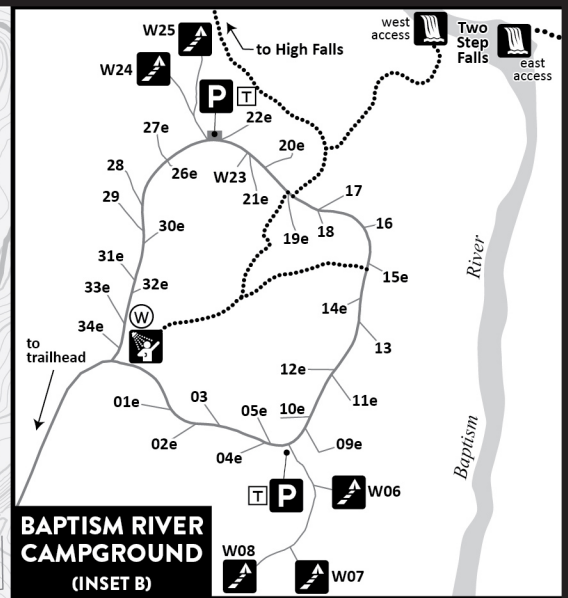 W25
W24
to High Falls
west
access
Two
Step
Falls
east
access
P
T
22e
27e
20e
28
26e
W23
21e
17
29
18
16
30e
19e
River
31e
15e
33e
32e
14e
W
34e
13
to
trailhead
12e
01e
03
11e
05e
10e
02e
04e
09e
Baptism
T
P
W06
W08
W07
BAPTISM RIVER
CAMPGROUND
(INSET B)